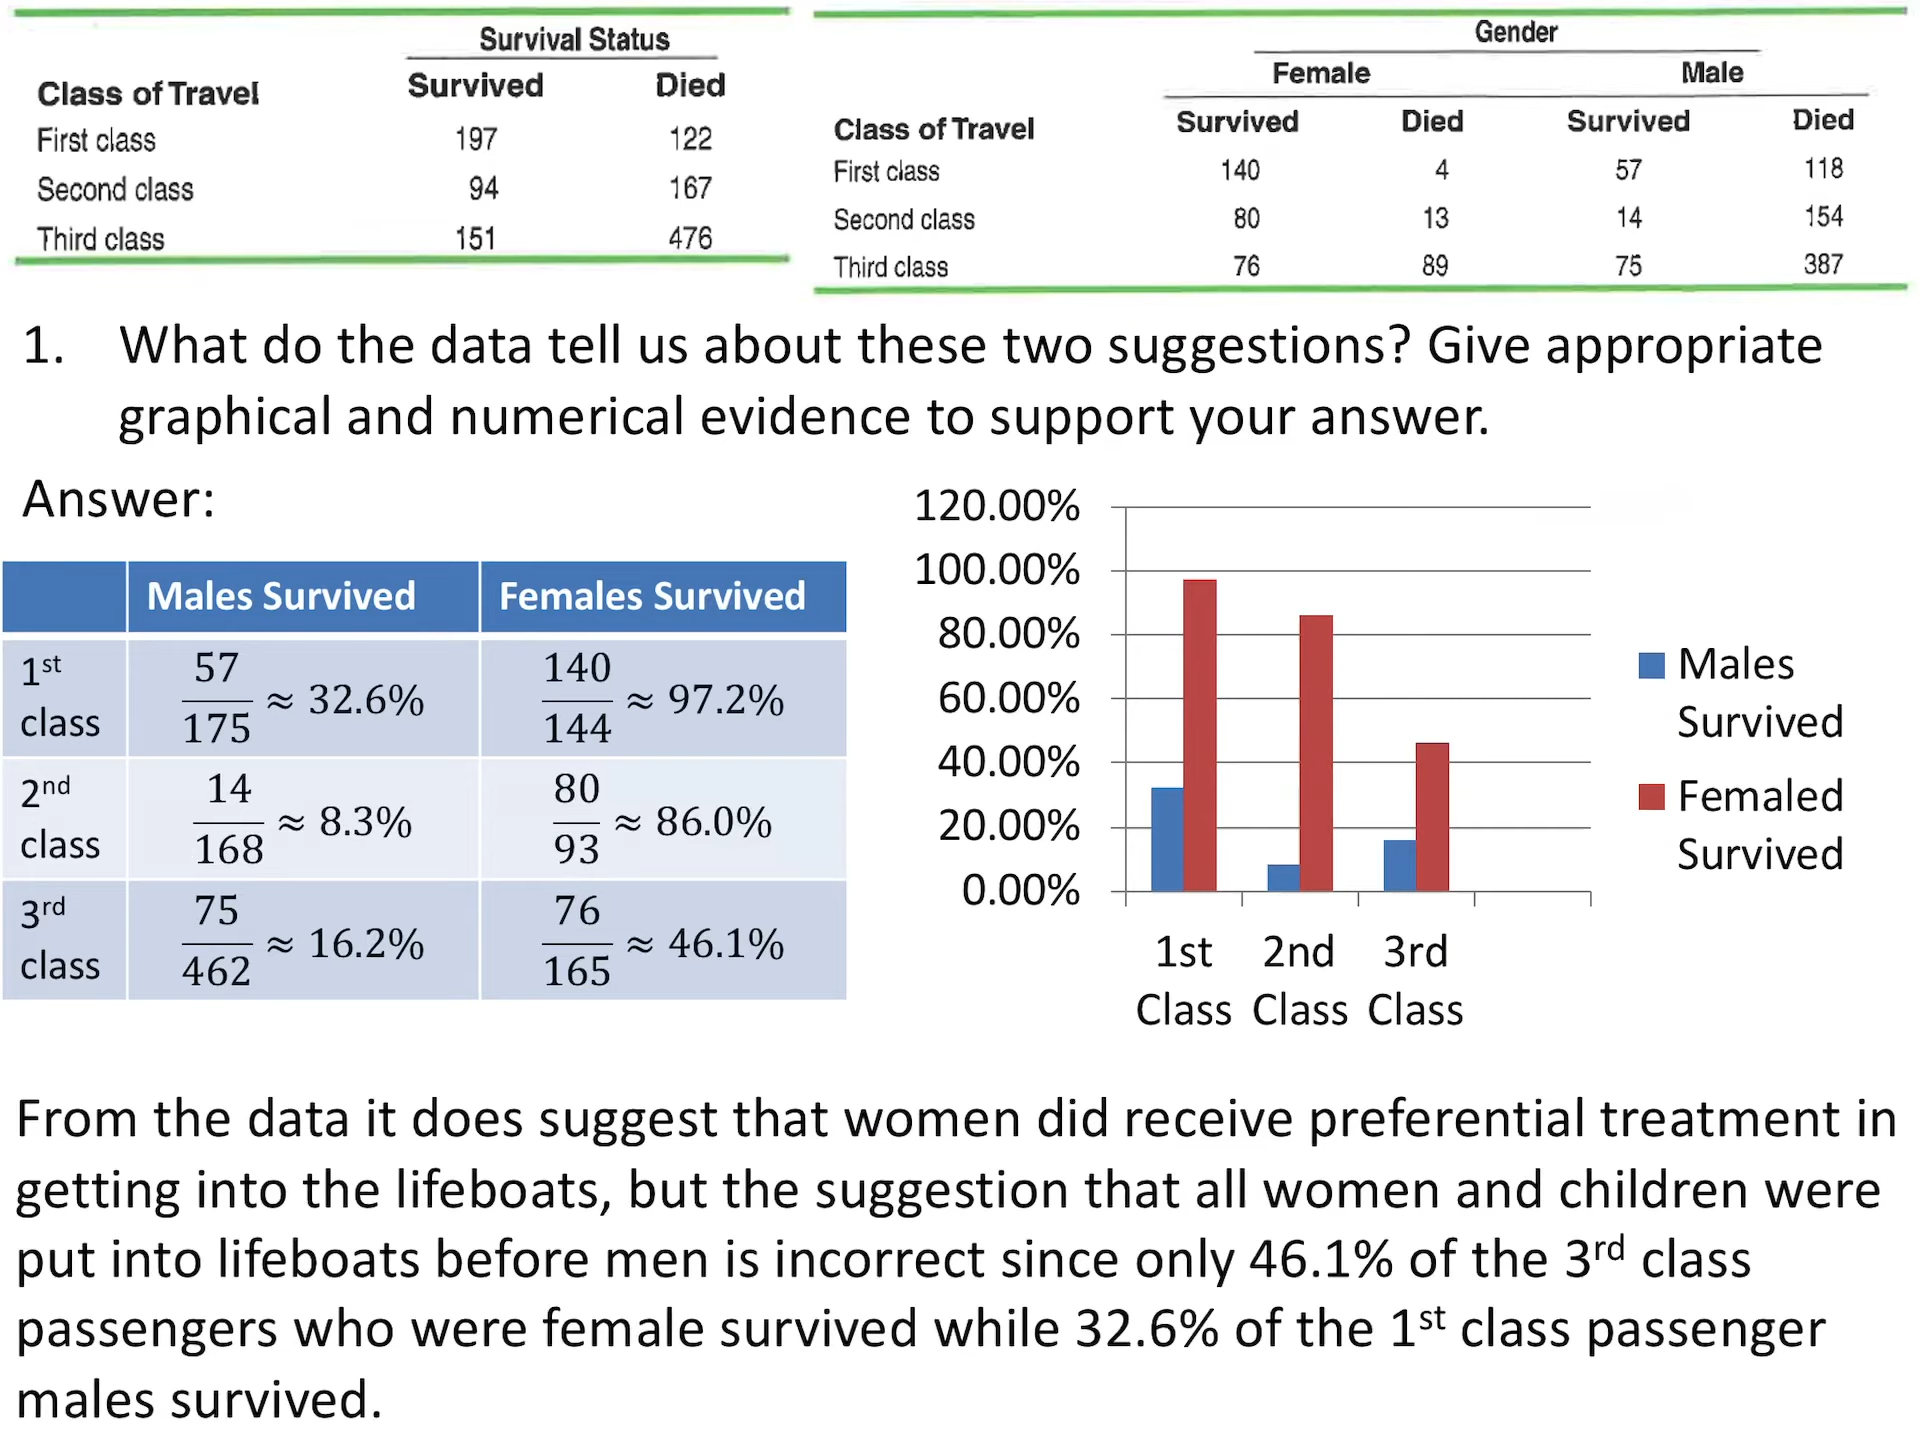 Survival Status
Class of Travel Survived Died
First class 197 122
Second class 94 167
Third class 151 476
Gender
Female Male
Class of Travel Survived Died Survived Died
First class 140 4 57 118
Second class 80 13 14 154
Third class 76 89 75 387
1. What do the data tell us about these two suggestions? Give appropriate
graphical and numerical evidence to support your answer.
Answer:
Males Survived Females Survived
1st class 57/175 ≈ 32.6% 140/144 ≈ 97.2%
2nd class 14/168 ≈ 8.3% 80/93 ≈ 86.0%
3rd class 75/462 ≈ 16.2% 76/165 ≈ 46.1%
120.00%
100.00%
80.00%
60.00%
40.00%
20.00%
0.00%
1st 2nd 3rd
Class Class Class
Males
Survived
Femaled
Survived
From the data it does suggest that women did receive preferential treatment in
getting into the lifeboats, but the suggestion that all women and children were
put into lifeboats before men is incorrect since only 46.1% of the 3rd class
passengers who were female survived while 32.6% of the 1st class passenger
males survived.